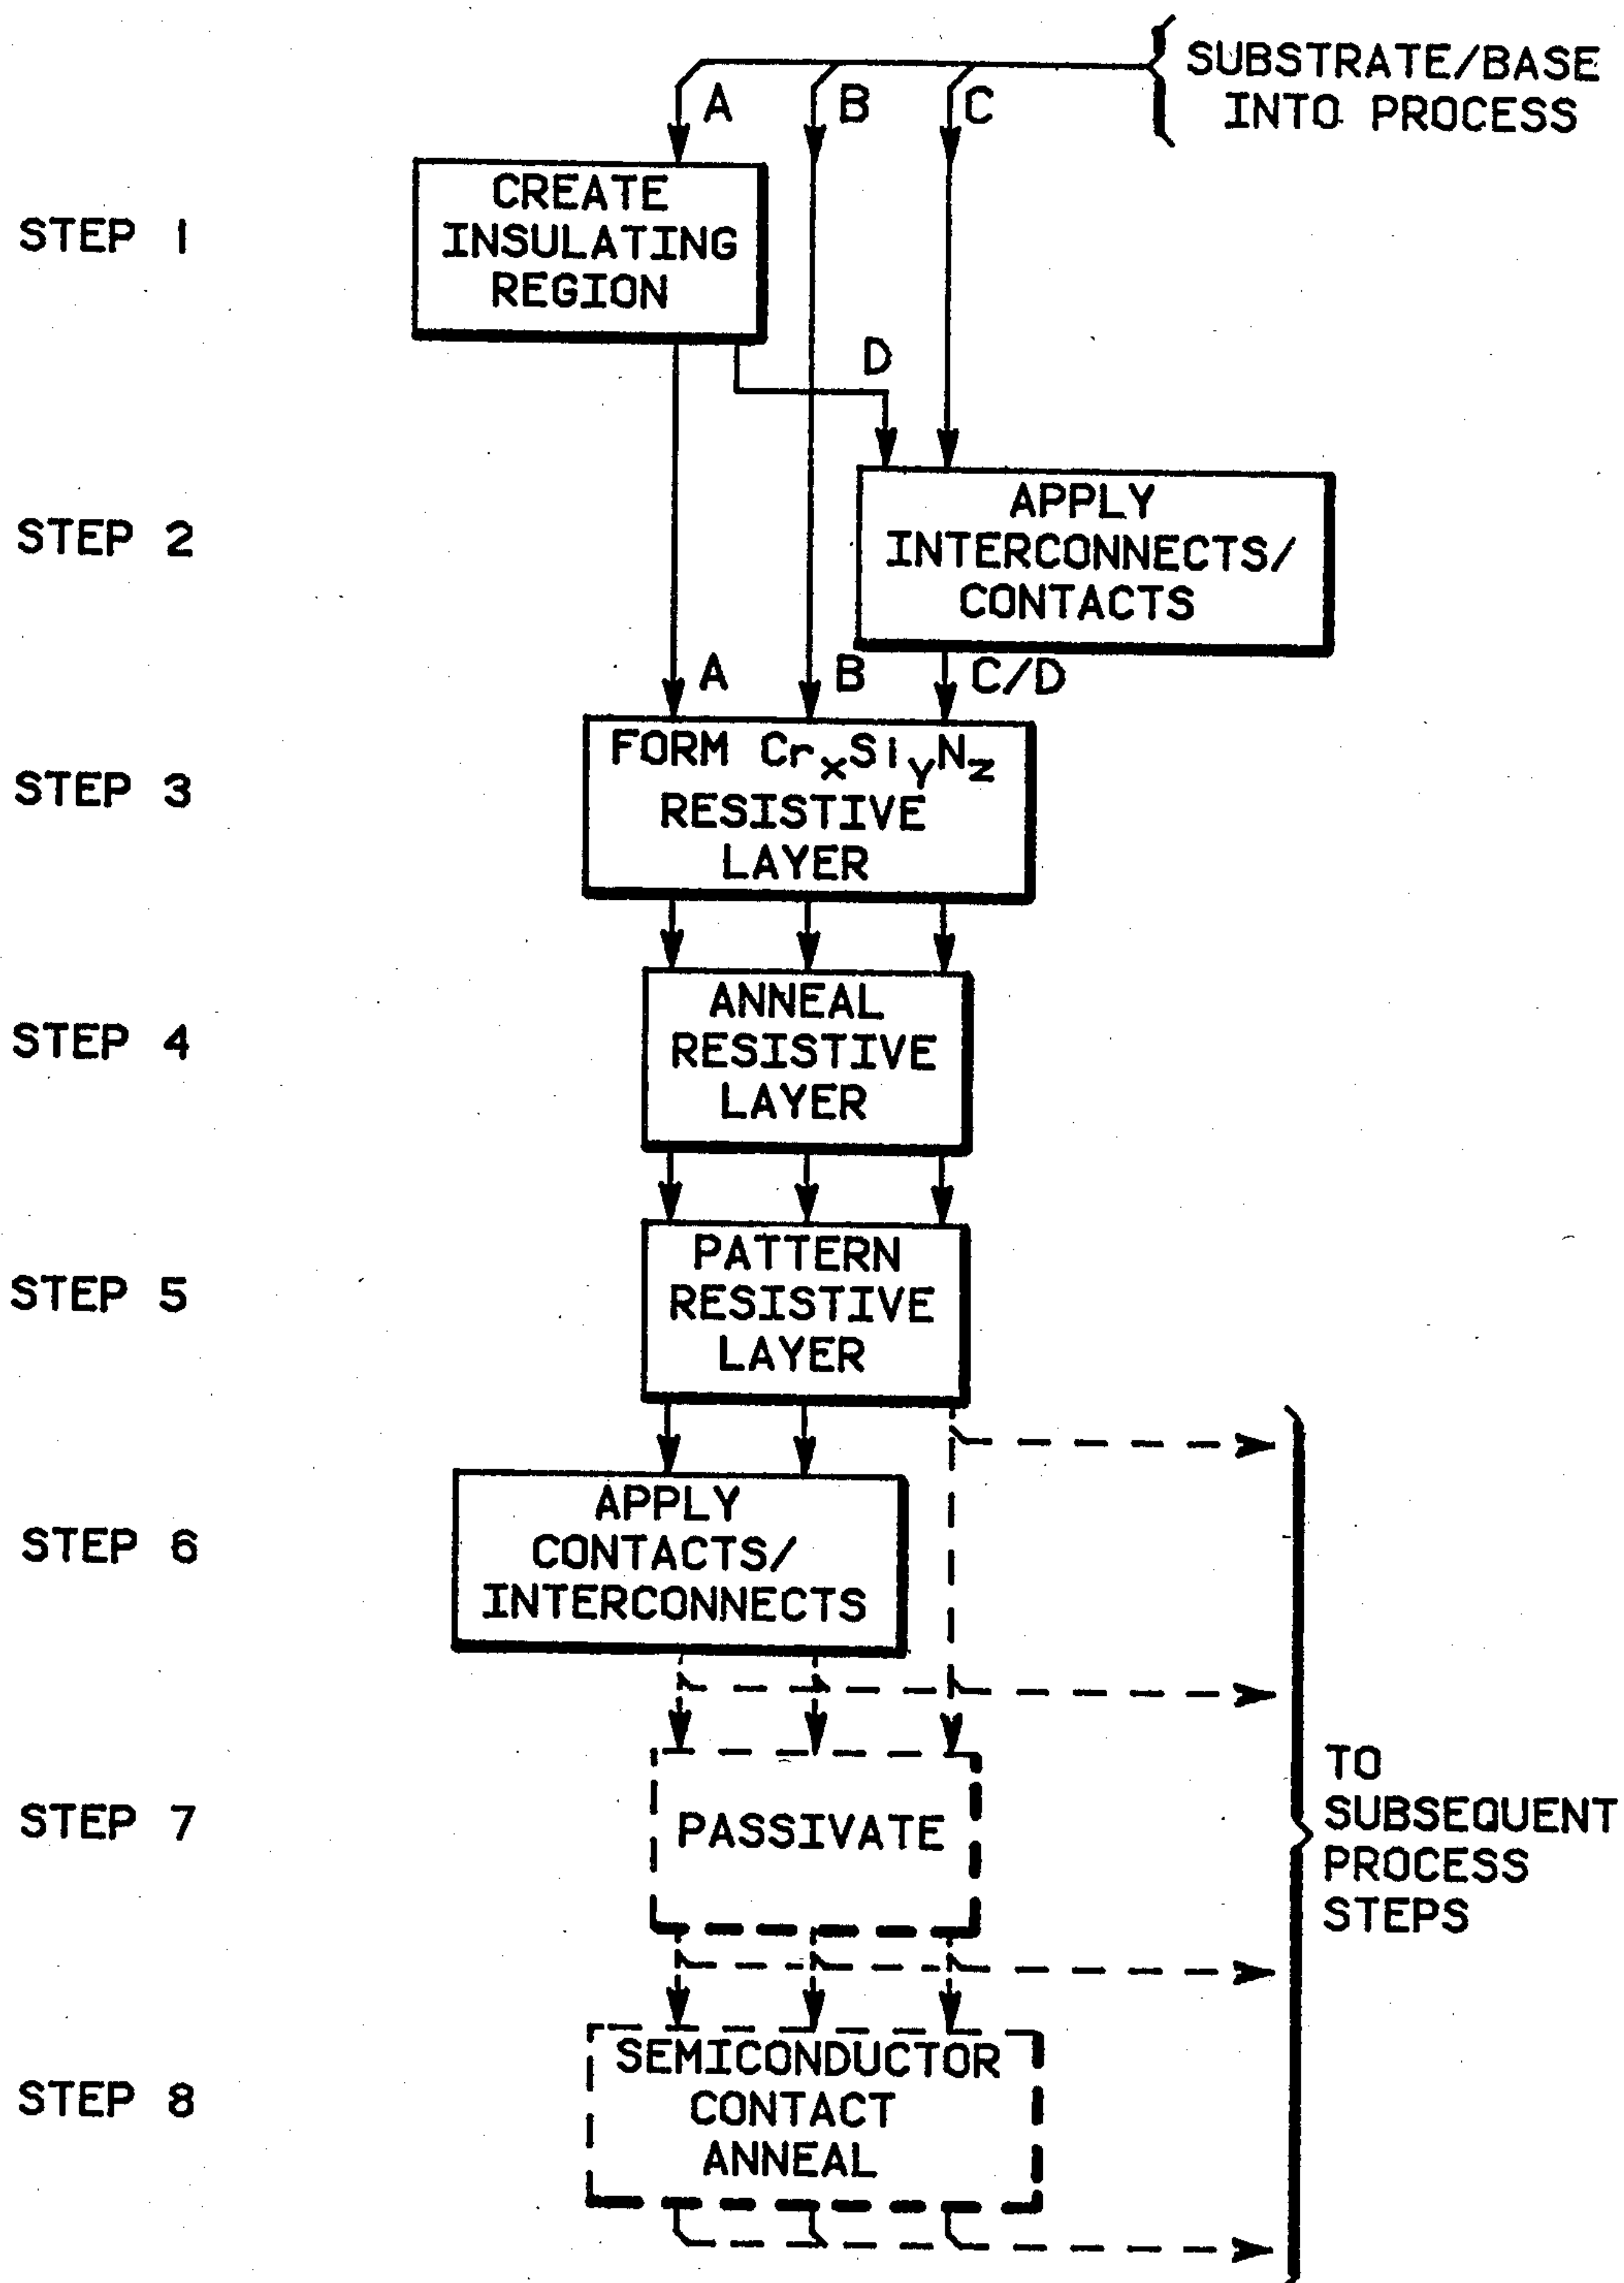 SUBSTRATE/BASE
INTO PROCESS
A
B
C
STEP 1
CREATE
INSULATING
REGION
D
STEP 2
APPLY
INTERCONNECTS/
CONTACTS
A
B
C/D
STEP 3
FORM CrₓSiᵧN_z
RESISTIVE
LAYER
STEP 4
ANNEAL
RESISTIVE
LAYER
STEP 5
PATTERN
RESISTIVE
LAYER
STEP 6
APPLY
CONTACTS/
INTERCONNECTS
STEP 7
PASSIVATE
TO
SUBSEQUENT
PROCESS
STEPS
STEP 8
SEMICONDUCTOR
CONTACT
ANNEAL